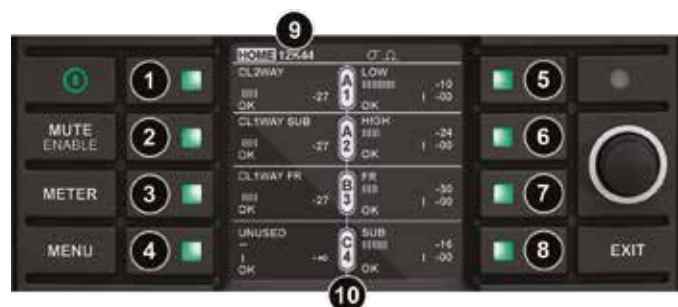 9
HOME 12K44
1
2
3
4
MUTE
ENABLE
METER
MENU
CL2WAY
-27
OK
A
1
LOW
-10
-00
OK
CL1WAY SUB
-27
OK
A
2
HIGH
-24
-00
OK
CL1WAY FR
-27
OK
B
3
FR
-30
-00
OK
UNUSED
-∞
OK
C
4
SUB
-16
-00
OK
5
6
7
8
EXIT
10